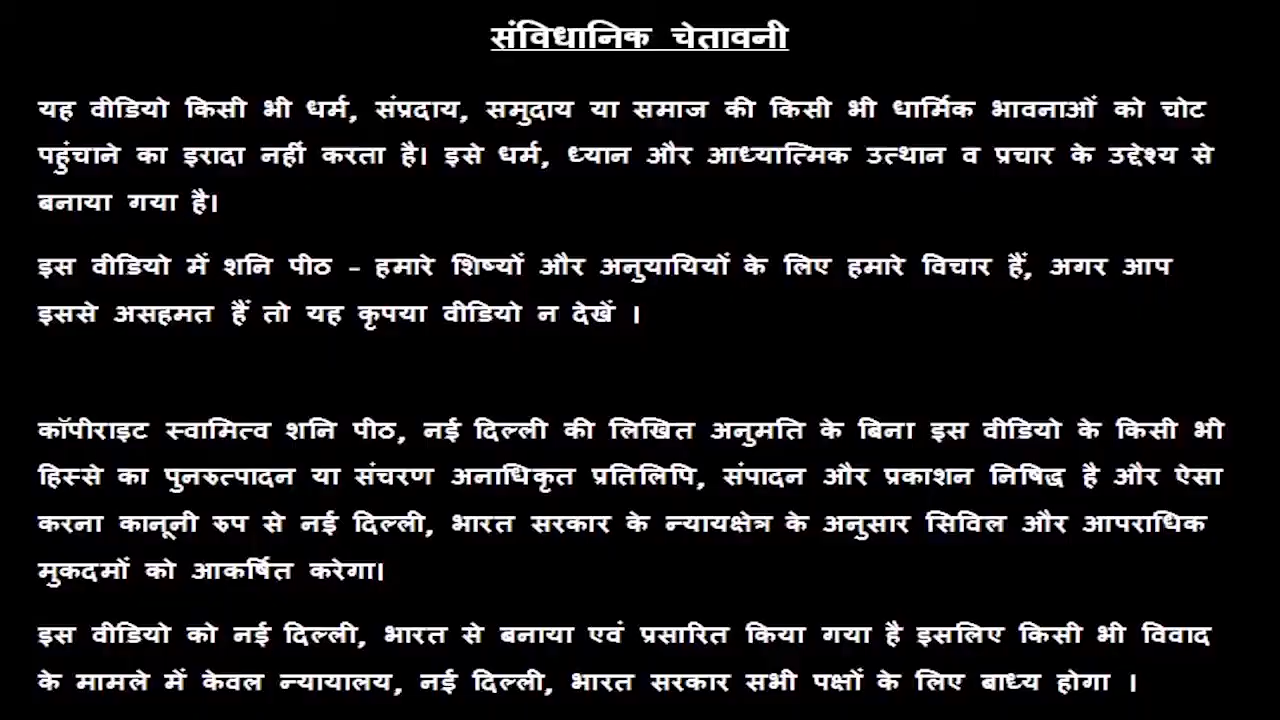 संविधानिक चेतावनी
यह वीडियो किसी भी धर्म, संप्रदाय, समुदाय या समाज की किसी भी धार्मिक भावनाओं को चोट
पहुंचाने का इरादा नहीं करता है। इसे धर्म, ध्यान और आध्यात्मिक उत्थान व प्रचार के उद्देश्य से
बनाया गया है।
इस वीडियो में शनि पीठ - हमारे शिष्यों और अनुयायियों के लिए हमारे विचार हैं, अगर आप
इससे असहमत हैं तो यह कृपया वीडियो न देखें ।
कॉपीराइट स्वामित्व शनि पीठ, नई दिल्ली की लिखित अनुमति के बिना इस वीडियो के किसी भी
हिस्से का पुनरुत्पादन या संचरण अनाधिकृत प्रतिलिपि, संपादन और प्रकाशन निषिद्ध है और ऐसा
करना कानूनी रुप से नई दिल्ली, भारत सरकार के न्यायक्षेत्र के अनुसार सिविल और आपराधिक
मुकदमों को आकर्षित करेगा।
इस वीडियो को नई दिल्ली, भारत से बनाया एवं प्रसारित किया गया है इसलिए किसी भी विवाद
के मामले में केवल न्यायालय, नई दिल्ली, भारत सरकार सभी पक्षों के लिए बाध्य होगा ।